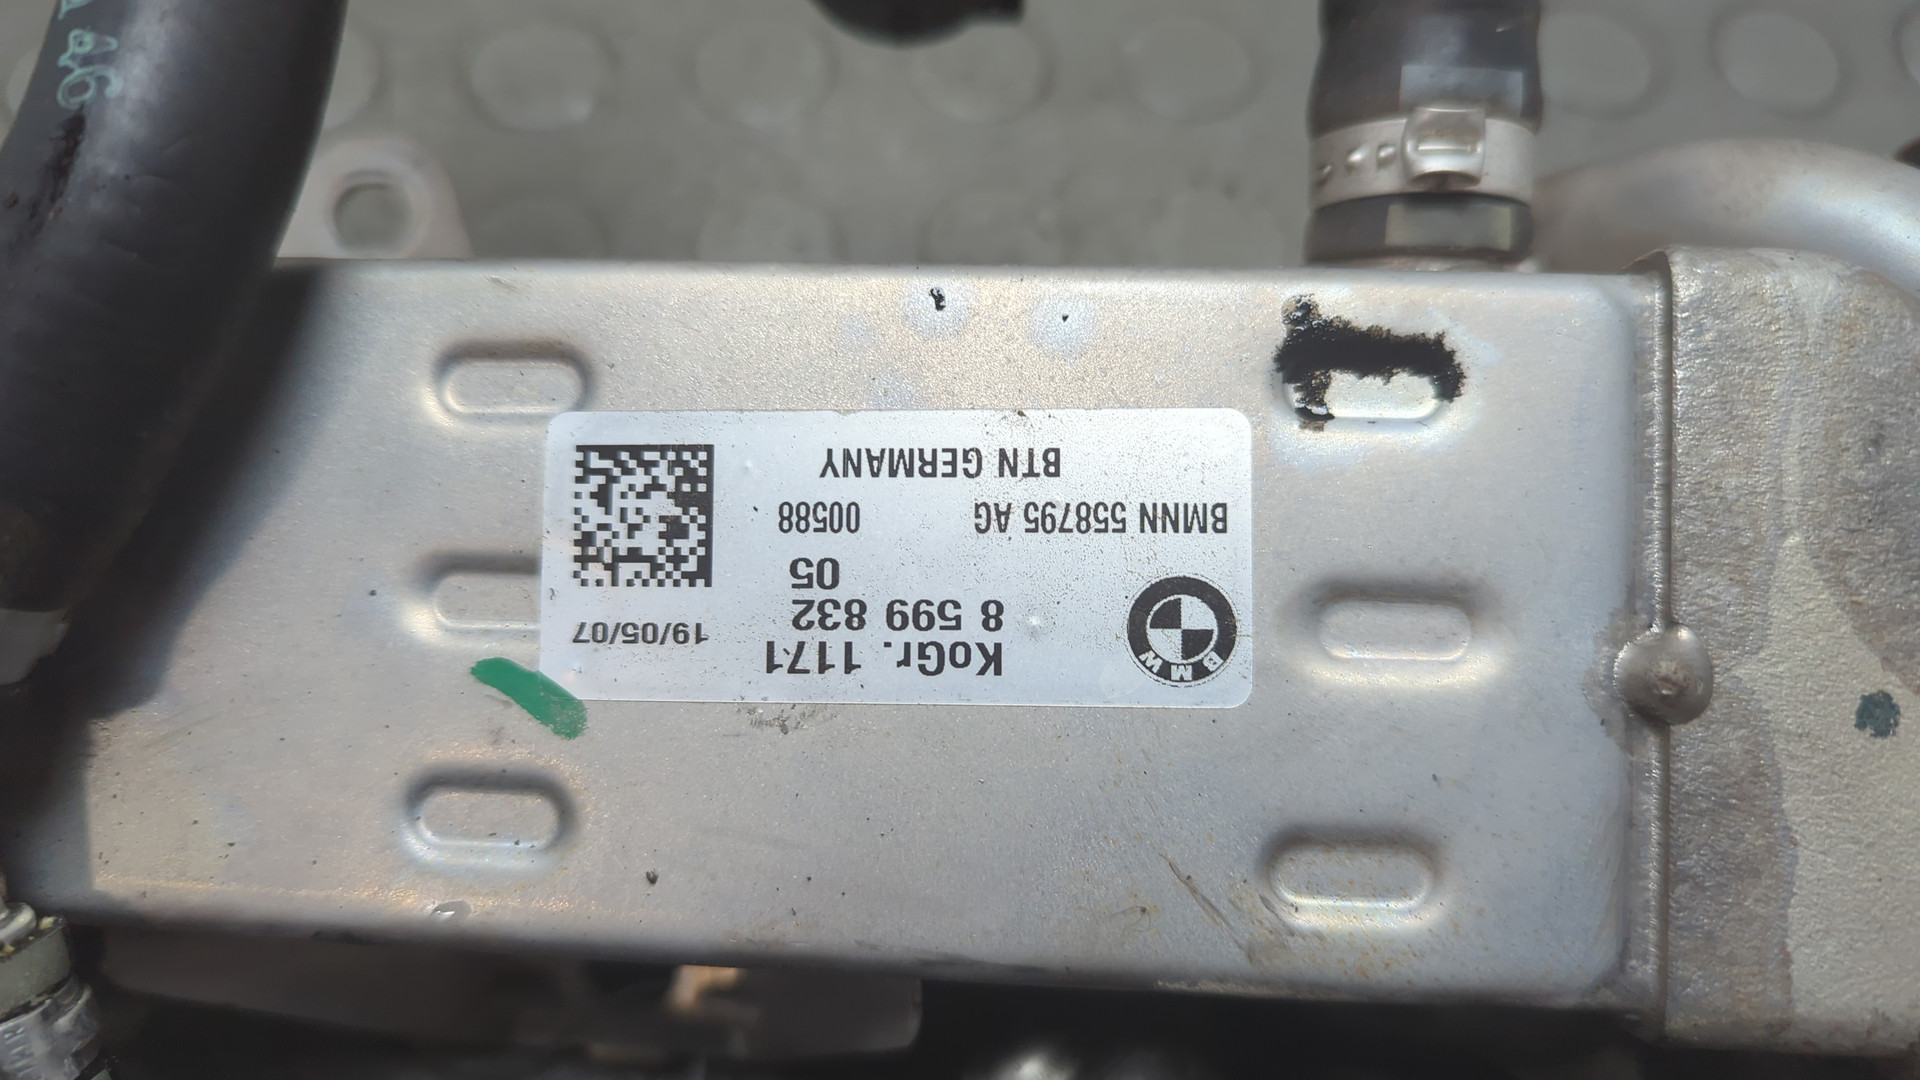 KoGr. 1171
8 599 832
05
19/05/07
BMNN 558795 AG 00588
BTN GERMANY
BMW